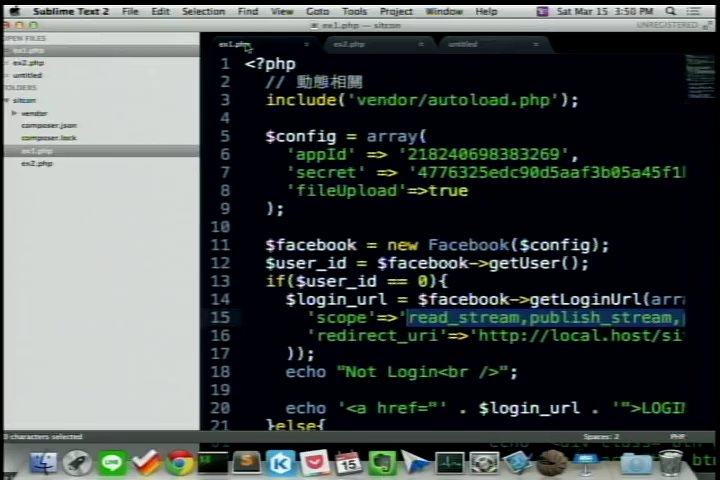 Sublime Text 2 File Edit Selection Find View Goto Tools Project Window Help Sat Mar 15 3:50 PM
ex1.php — sitcon
UNREGISTERED
OPEN FILES
ex1.php
ex2.php
untitled
FOLDERS
sitcon
vendor
composer.json
composer.lock
ex1.php
ex2.php
ex1.php
ex2.php
untitled
1 <?php
2 // 動態相關
3 include('vendor/autoload.php');
4
5 $config = array(
6 'appId' => '218240698383269',
7 'secret' => '4776325edc90d5aaf3b05a45f1
8 'fileUpload'=>true
9 );
10
11 $facebook = new Facebook($config);
12 $user_id = $facebook->getUser();
13 if($user_id == 0){
14 $login_url = $facebook->getLoginUrl(arr
15 'scope'=>'read_stream,publish_stream,
16 'redirect_uri'=>'http://local.host/si
17 ));
18 echo "Not Login<br />";
19
20 echo '<a href="' . $login_url . '">LOGI
21 }else{
characters selected
Spaces: 2
PHP
15